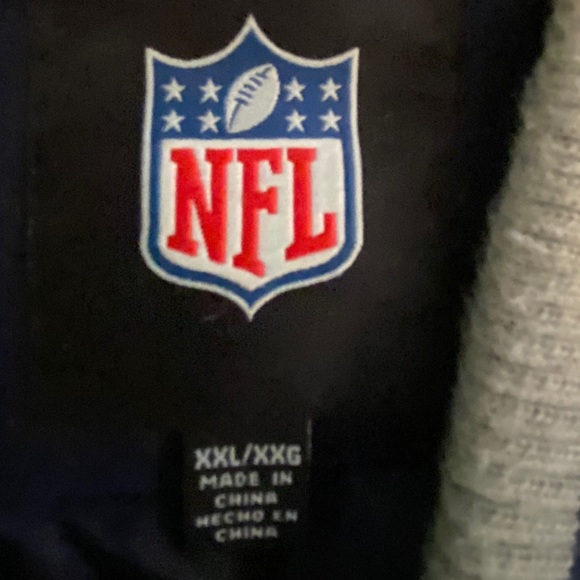 NFL
XXL/XXG
MADE IN
CHINA
HECHO EN
CHINA